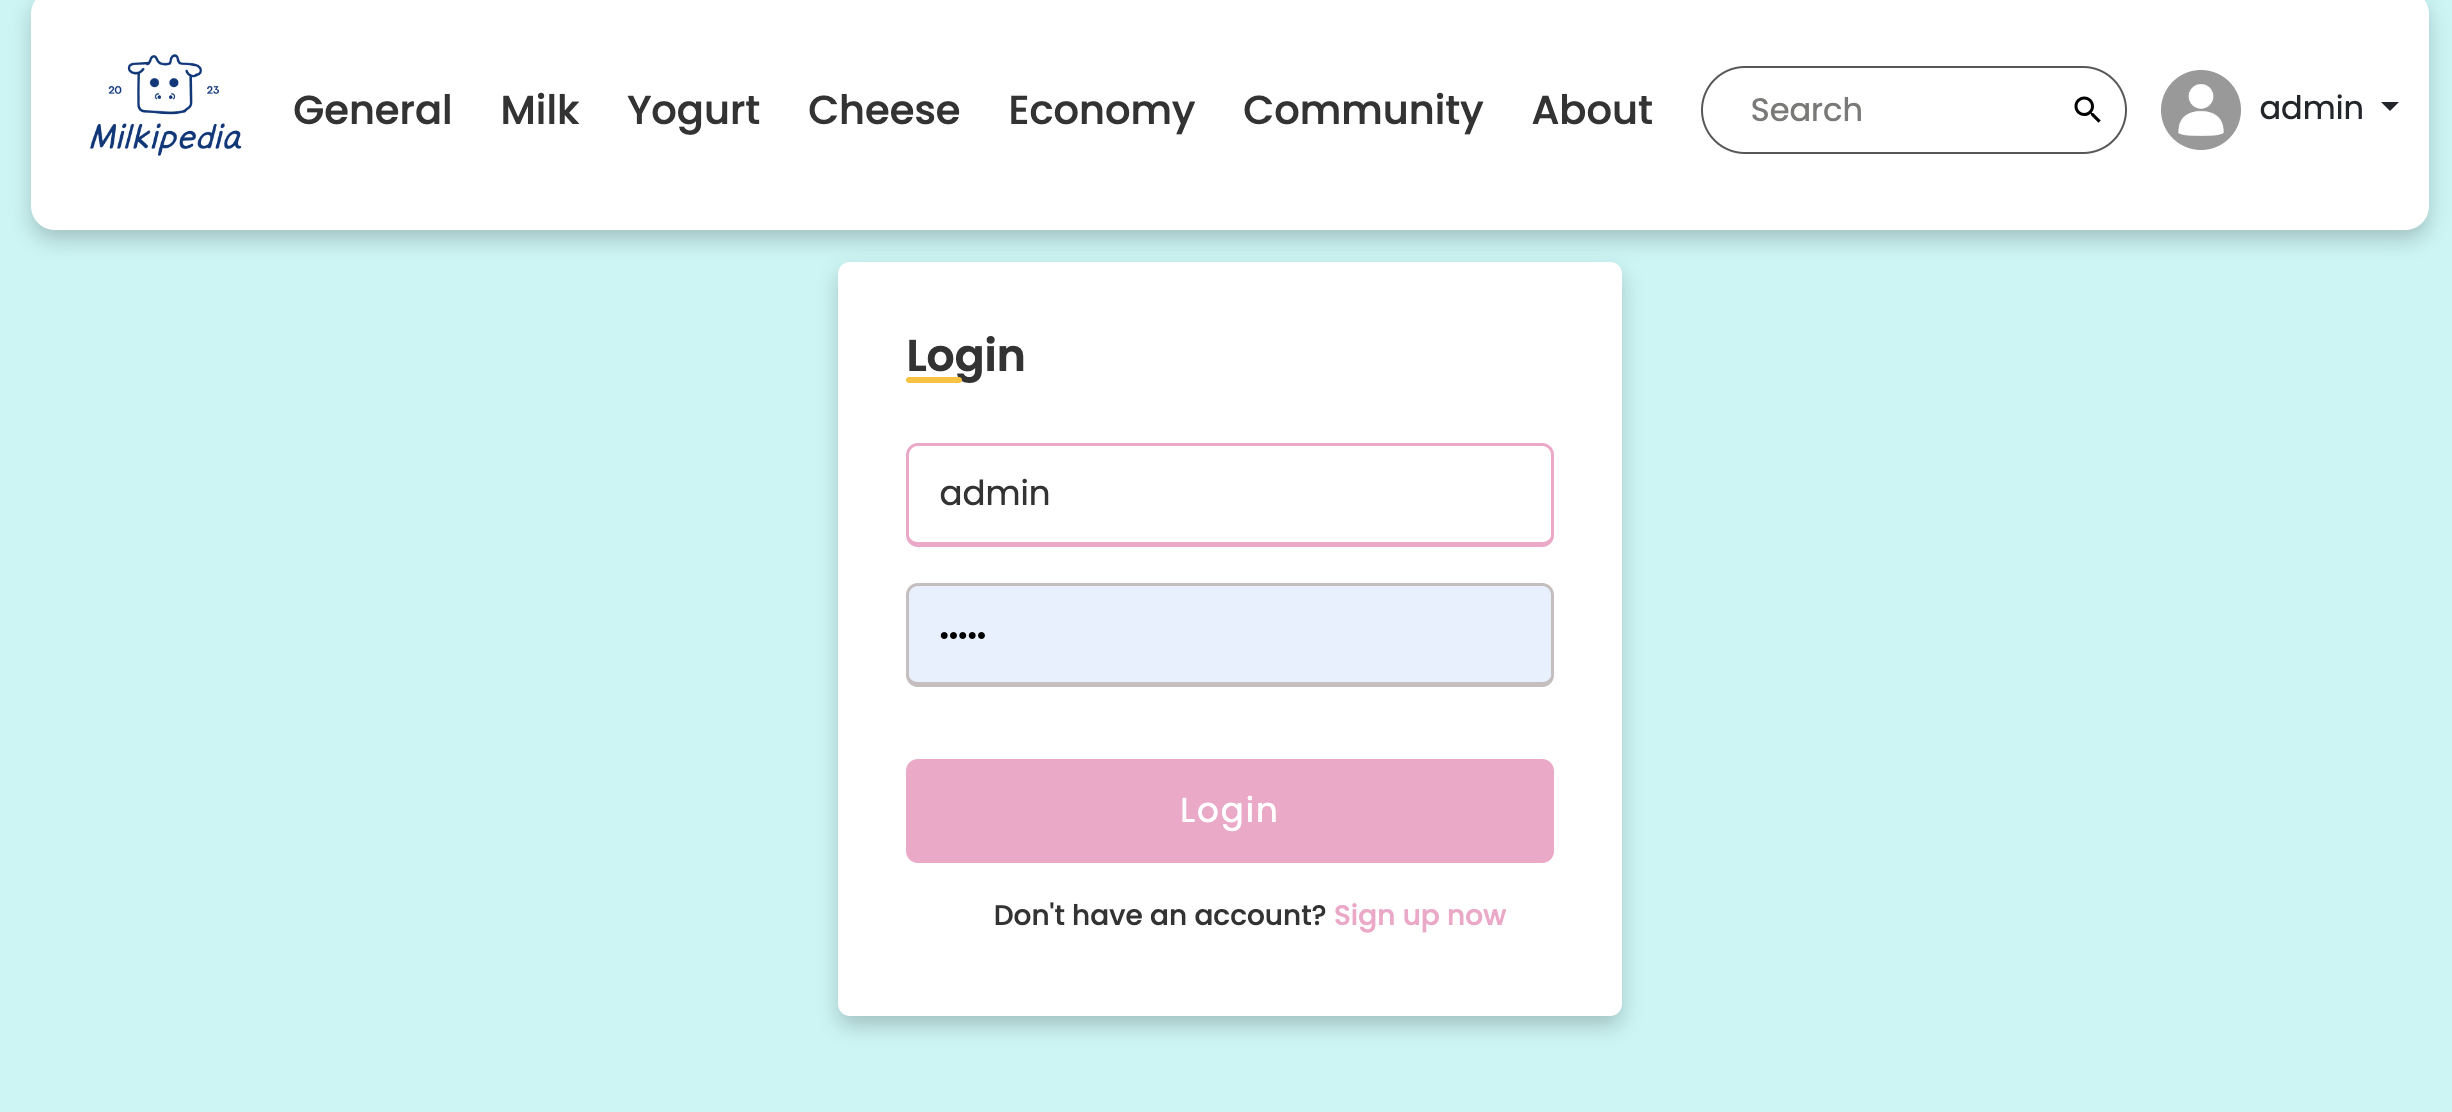 20 23
Milkipedia
General Milk Yogurt Cheese Economy Community About Search admin
Login
admin
•••••
Login
Don't have an account? Sign up now